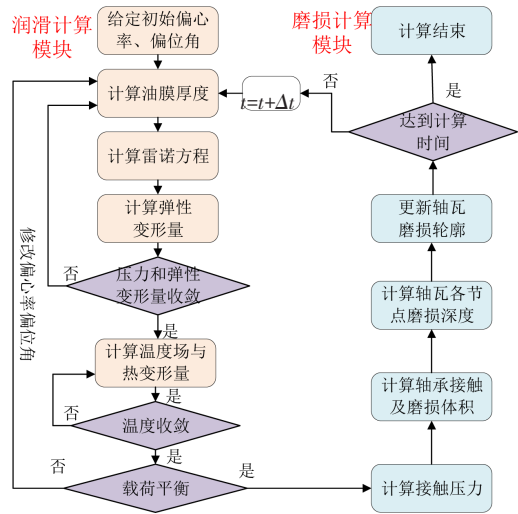 润滑计算
模块
给定初始偏心
率、偏位角
计算油膜厚度
计算雷诺方程
计算弹性
变形量
压力和弹性
变形量收敛
否
是
修改偏心率偏位角
计算温度场与
热变形量
是
否
温度收敛
是
否
载荷平衡
是
磨损计算
模块
计算结束
是
否
t=t+Δt
达到计算
时间
更新轴瓦
磨损轮廓
计算轴瓦各节
点磨损深度
计算轴承接触
及磨损体积
计算接触压力